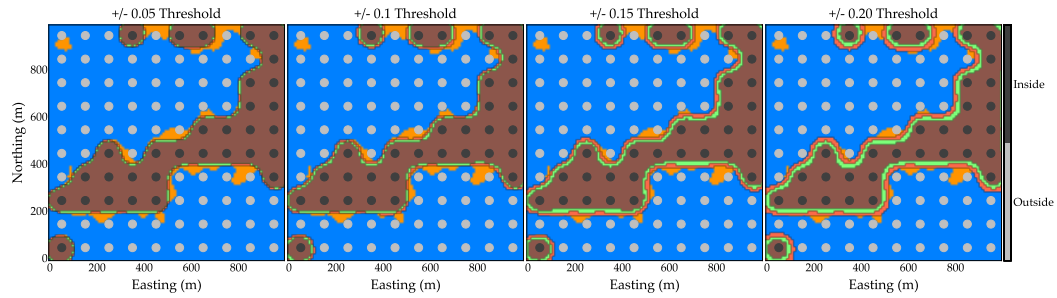 +/- 0.05 Threshold
+/- 0.1 Threshold
+/- 0.15 Threshold
+/- 0.20 Threshold
Northing (m)
800
600
400
200
0
0 200 400 600 800
0 200 400 600 800
0 200 400 600 800
0 200 400 600 800
Easting (m)
Easting (m)
Easting (m)
Easting (m)
Inside
Outside